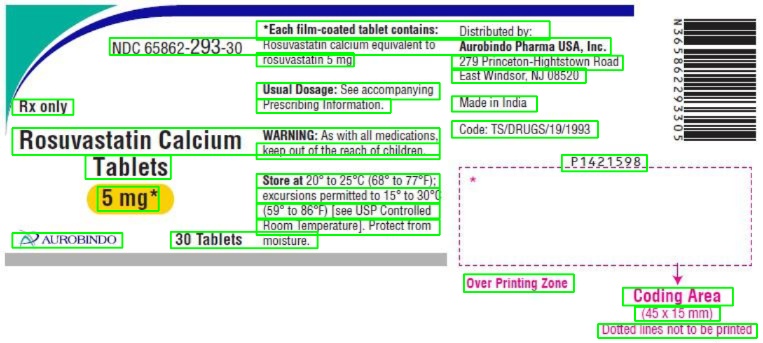 NDC 65862-293-30
Rx only
Rosuvastatin Calcium
Tablets
5 mg*
AUROBINDO
30 Tablets
*Each film-coated tablet contains:
Rosuvastatin calcium equivalent to
rosuvastatin 5 mg
Usual Dosage: See accompanying
Prescribing Information.
WARNING: As with all medications,
keep out of the reach of children.
Store at 20° to 25°C (68° to 77°F);
excursions permitted to 15° to 30°C
(59° to 86°F) [see USP Controlled
Room Temperature]. Protect from
moisture.
Distributed by:
Aurobindo Pharma USA, Inc.
279 Princeton-Hightstown Road
East Windsor, NJ 08520
Made in India
Code: TS/DRUGS/19/1993
N365862293305
P1421598
*
Over Printing Zone
Coding Area
(45 x 15 mm)
Dotted lines not to be printed